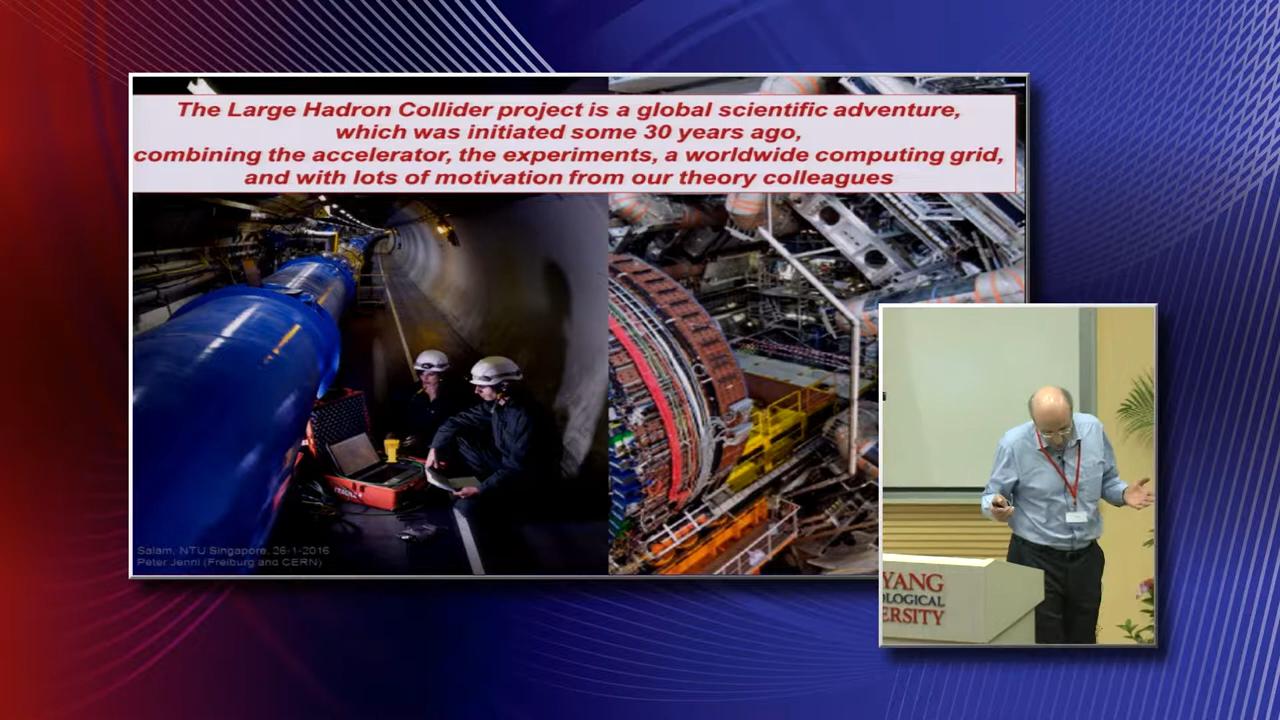 The Large Hadron Collider project is a global scientific adventure,
which was initiated some 30 years ago,
combining the accelerator, the experiments, a worldwide computing grid,
and with lots of motivation from our theory colleagues
Salam, NTU Singapore, 26-1-2016
Peter Jenni (Freiburg and CERN)
FRAGILE
YANG
OLOGICAL
ERSITY